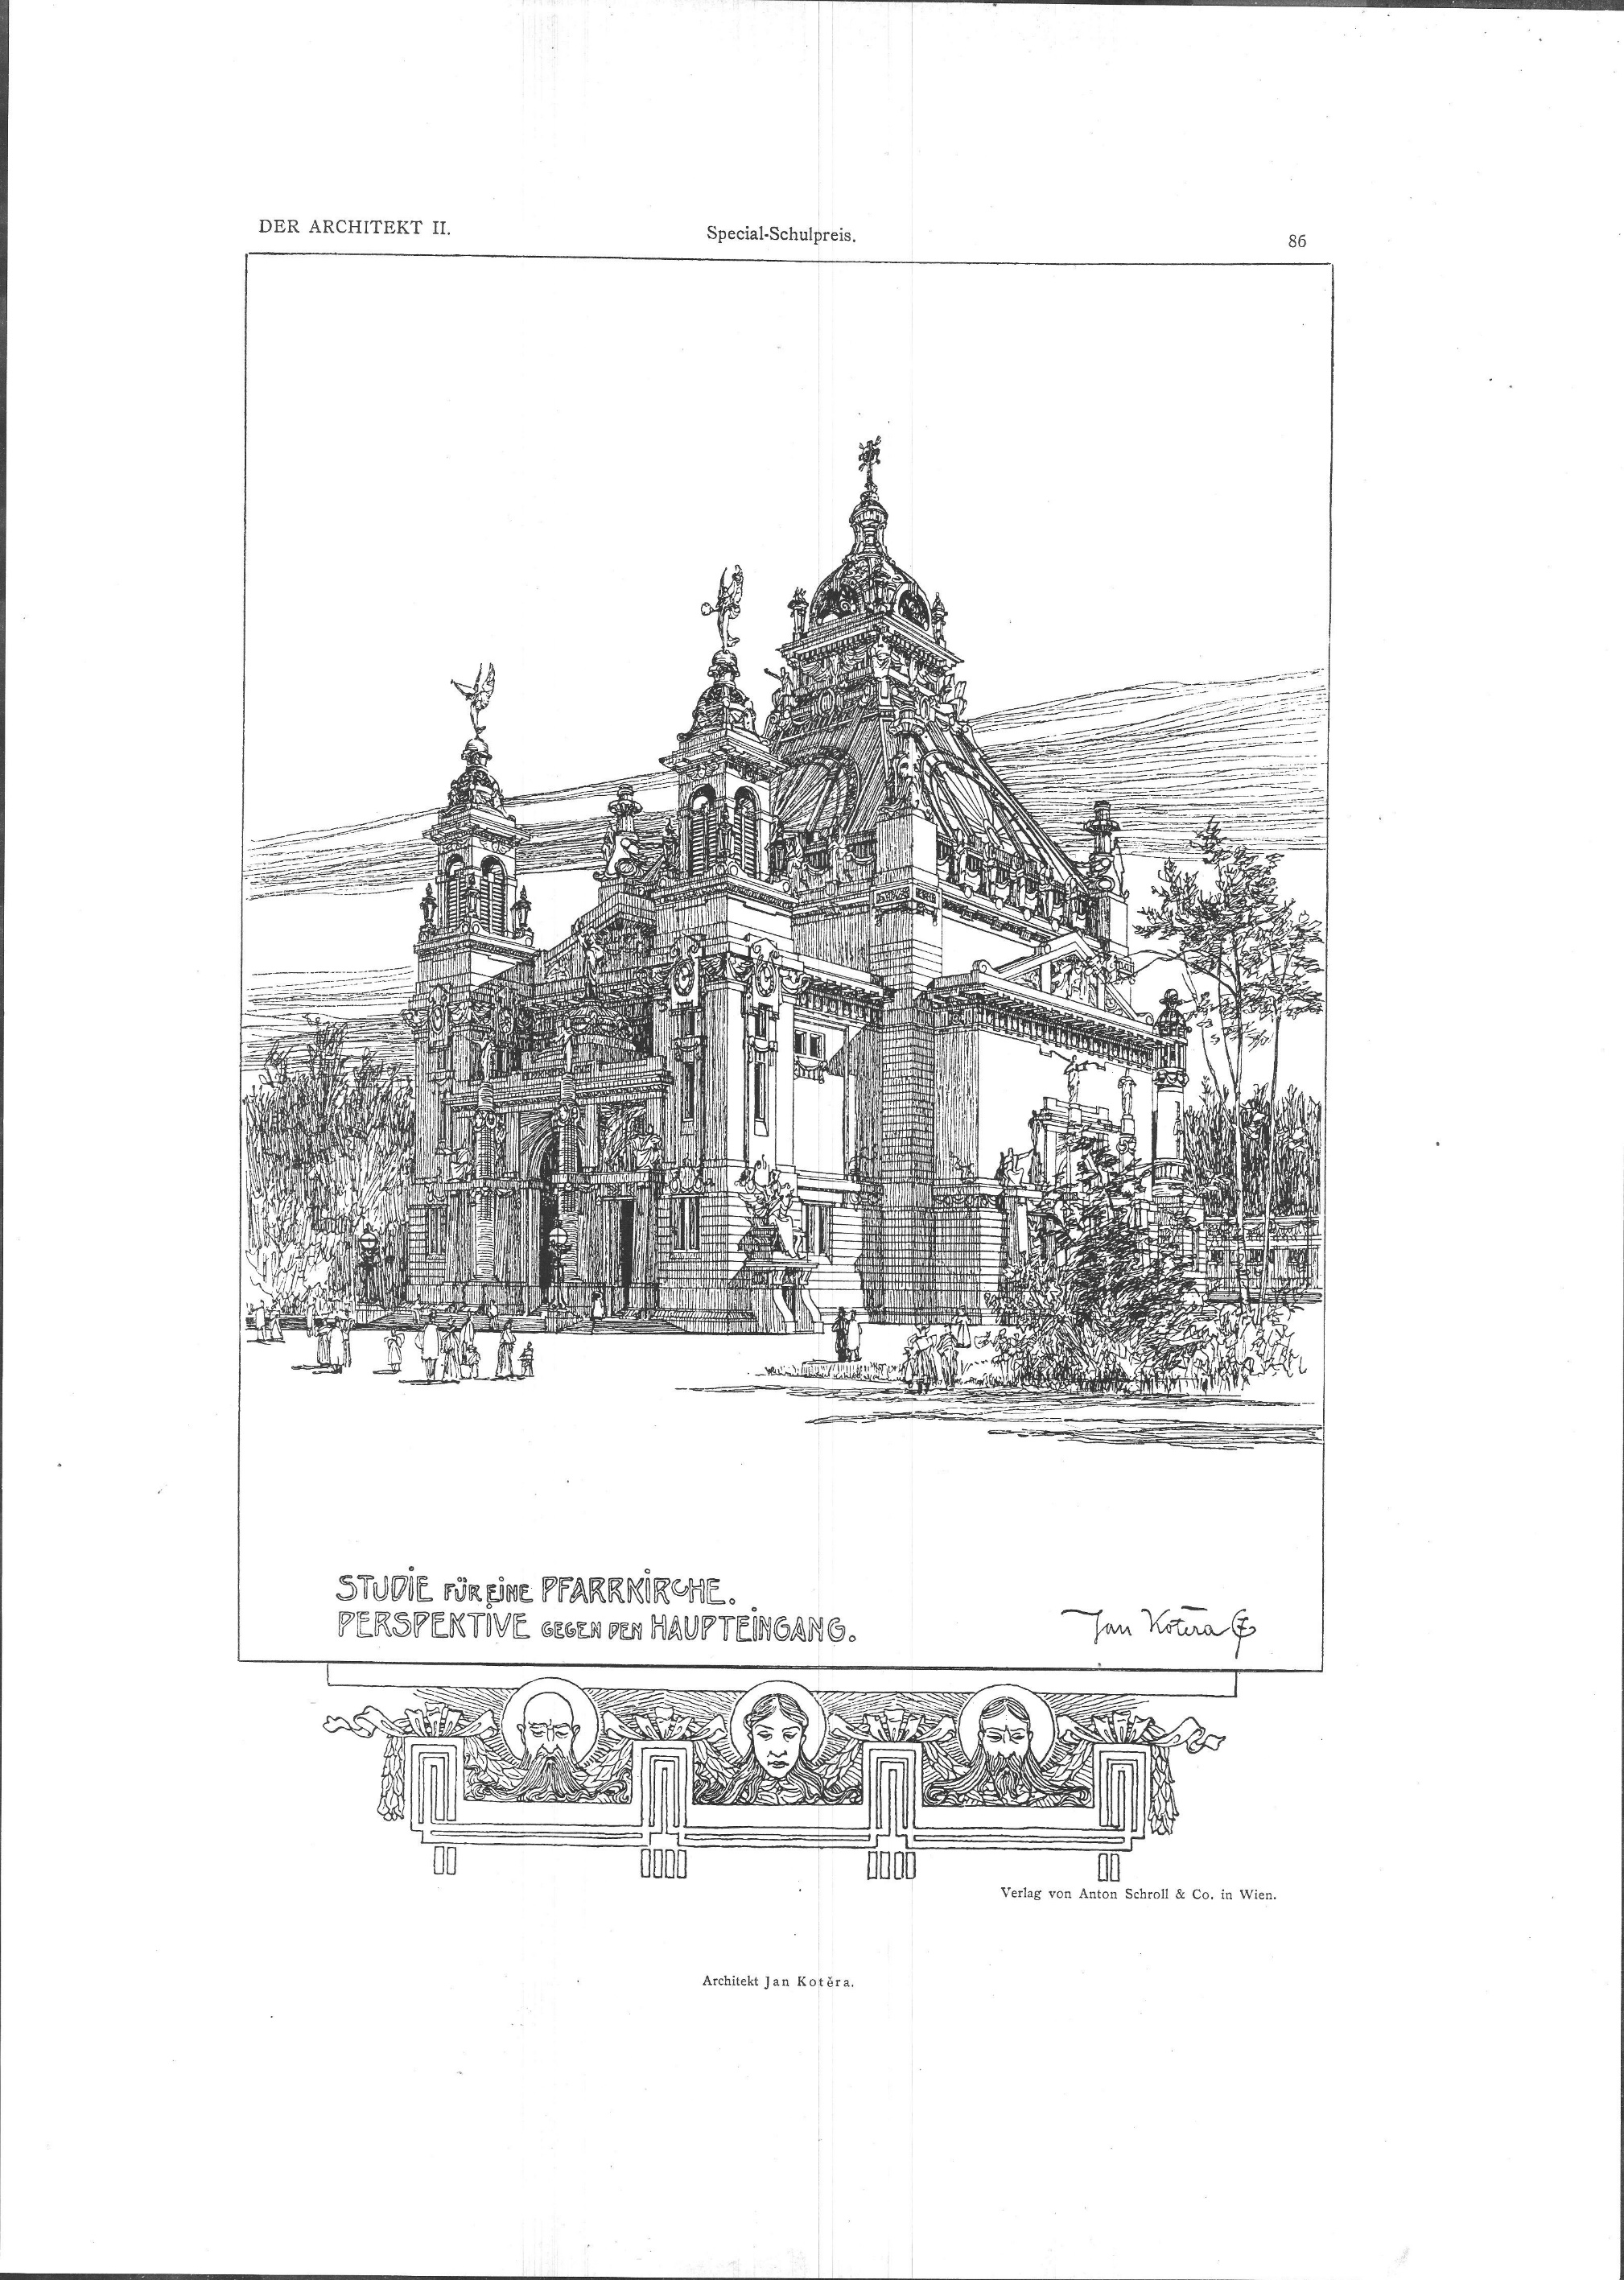 DER ARCHITEKT II.
Special-Schulpreis.
86
STUDIE FÜR EINE PFARRKIRCHE.
PERSPEKTIVE GEGEN DEN HAUPTEINGANG.
Jan Kotěra
Verlag von Anton Schroll & Co. in Wien.
Architekt Jan Kotěra.